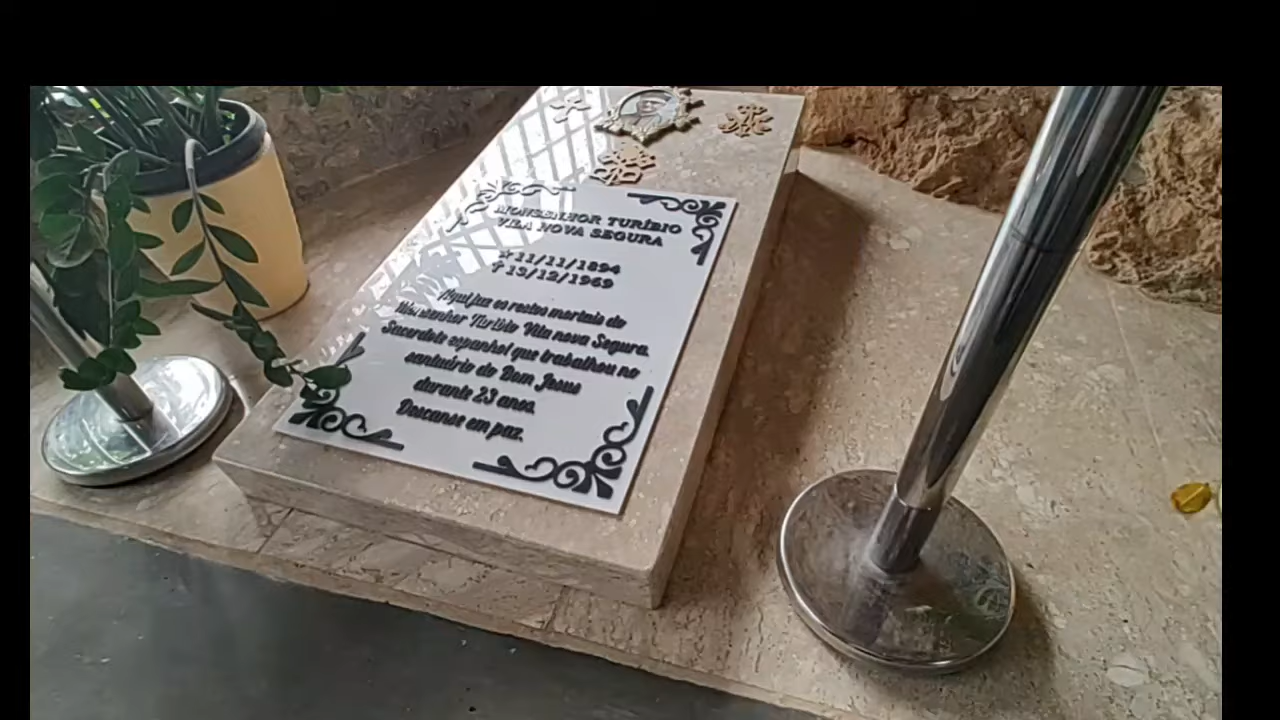 MONSENHOR TURÍBIO
VILA NOVA SEGURA
☆ 11/11/1894
✝ 13/12/1969
Aqui jaz os restos mortais do
Monsenhor Turíbio Vila nova Segura.
Sacerdote espanhol que trabalhou no
santuário do Bom Jesus
durante 23 anos.
Descanse em paz.